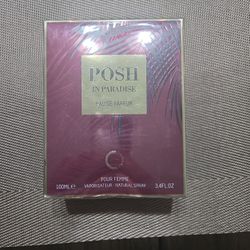 POSH
IN PARADISE
EAU DE PARFUM
POUR FEMME
100ML℮ VAPORISATEUR · NATURAL SPRAY 3.4FL.OZ